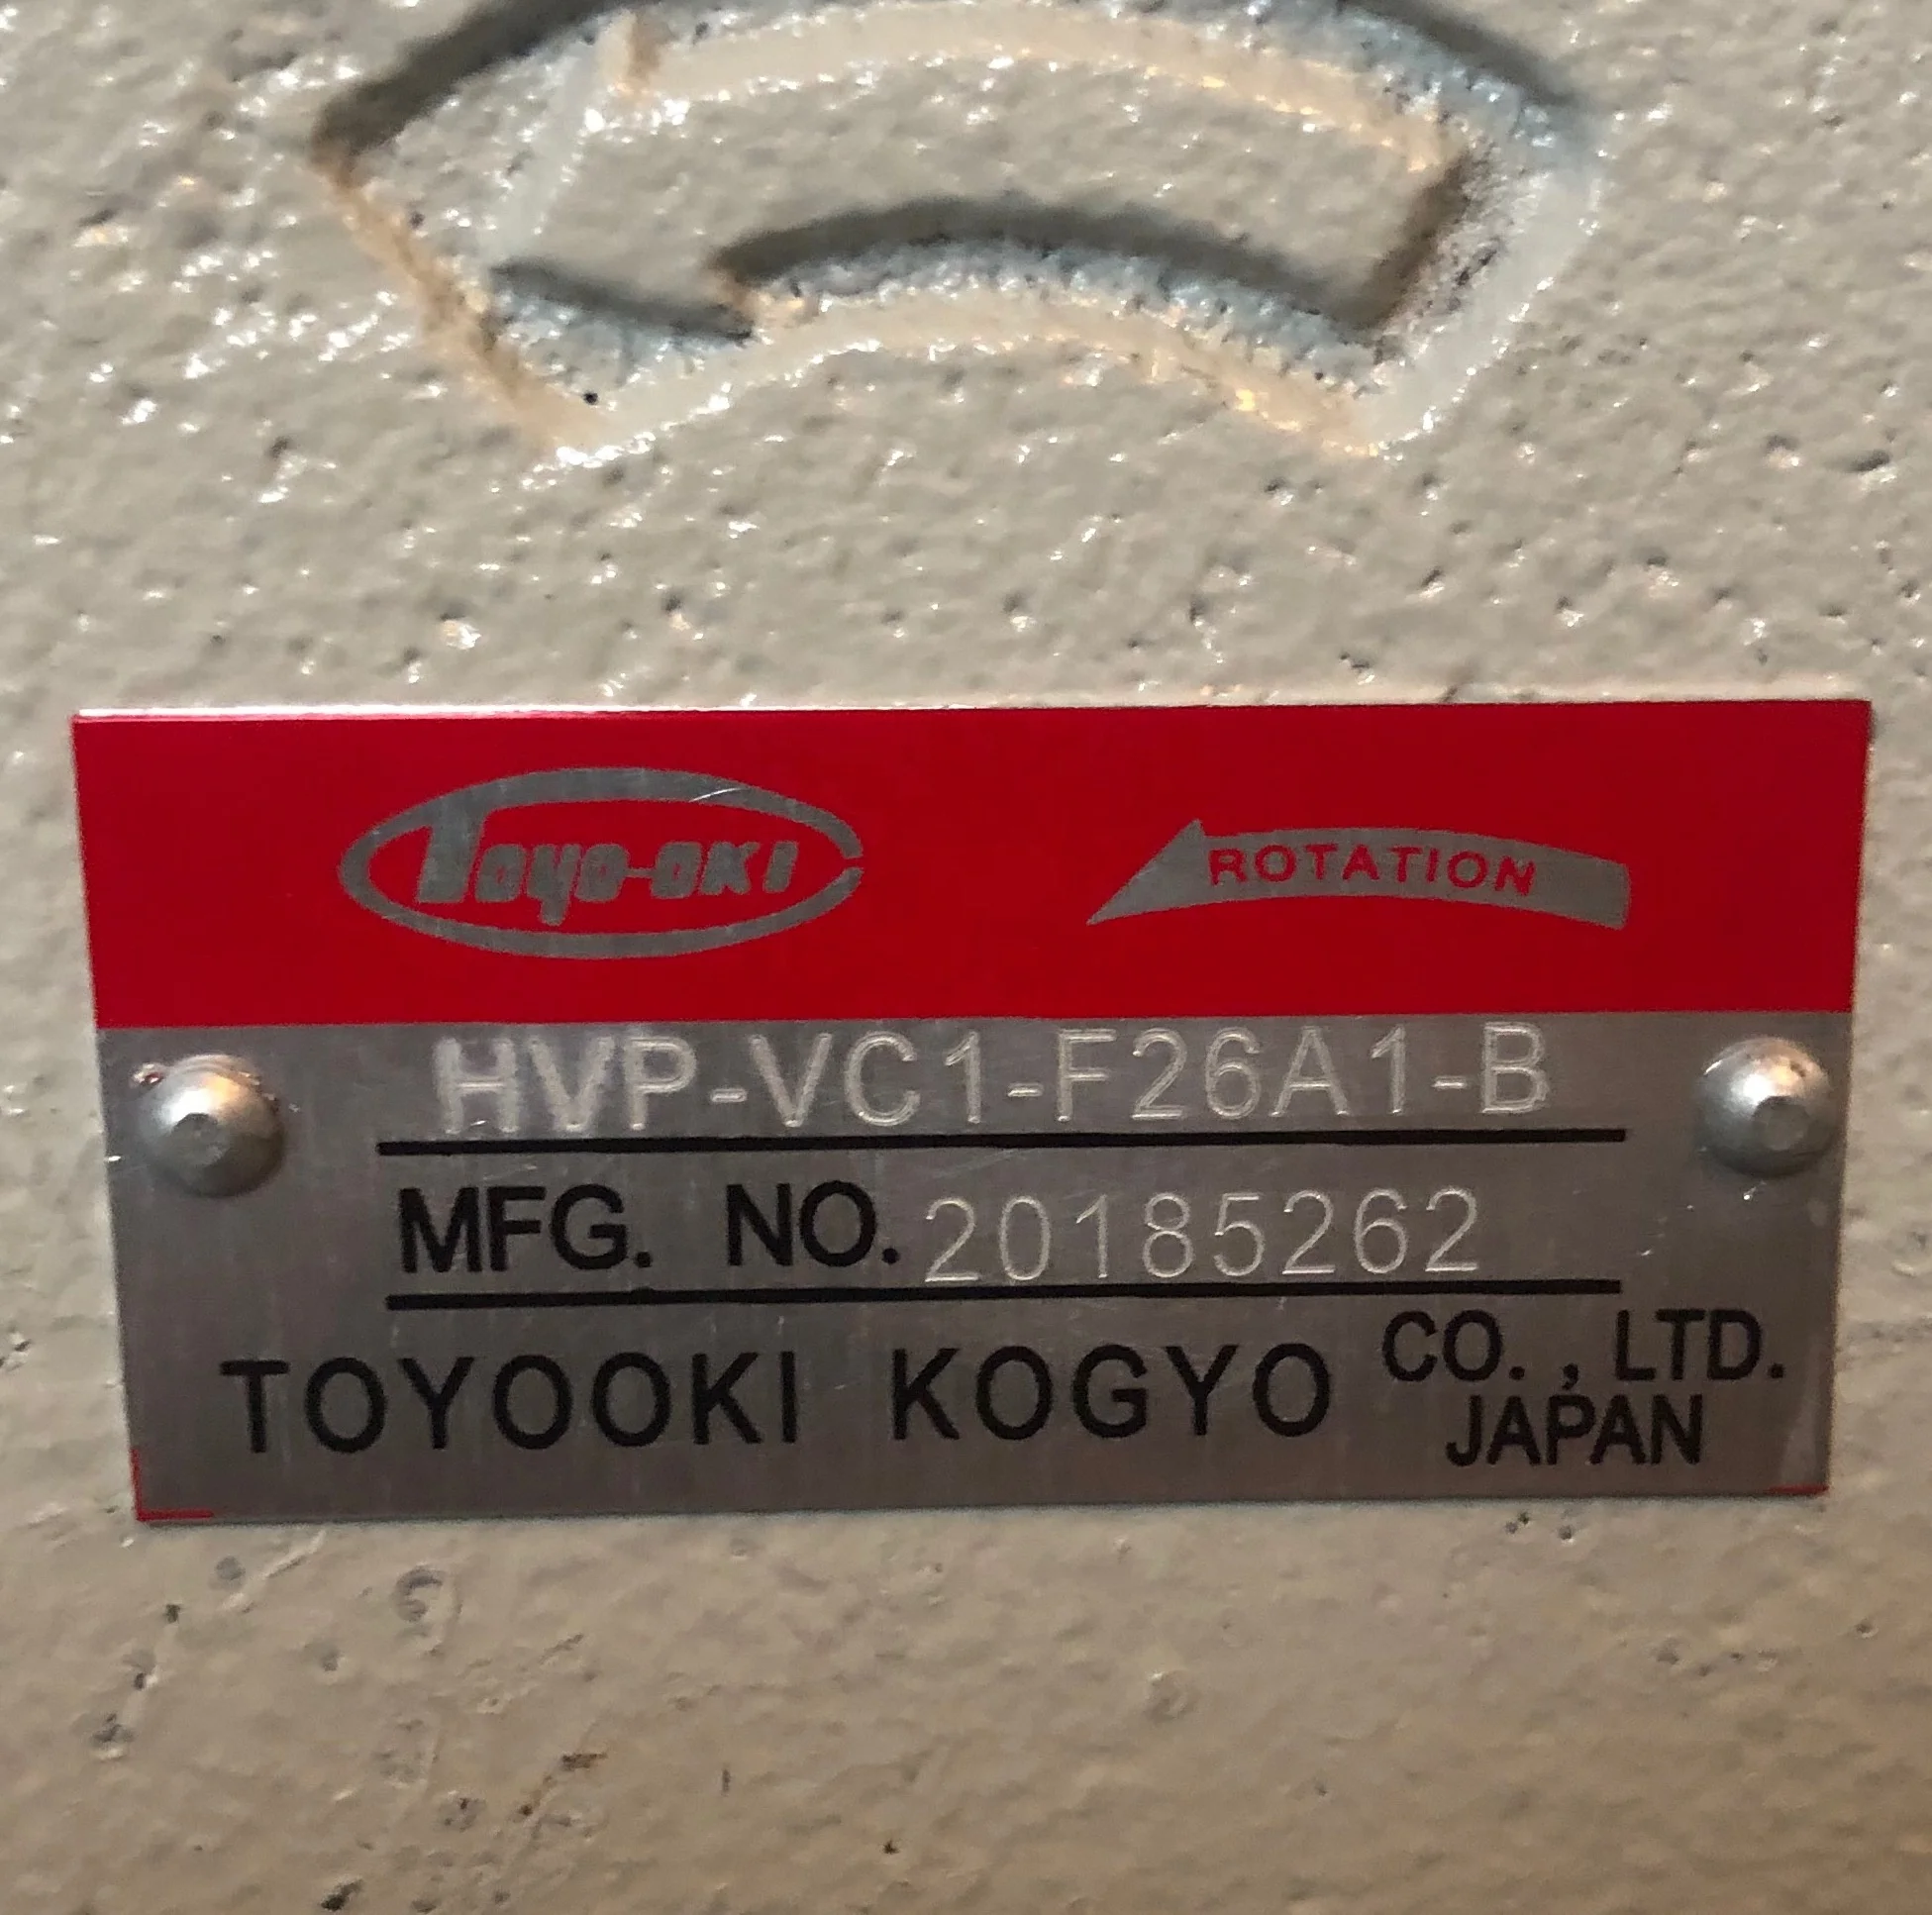 Toyo-OKI
ROTATION
HVP-VC1-F26A1-B
MFG. NO. 20185262
TOYOOKI KOGYO CO., LTD.
JAPAN